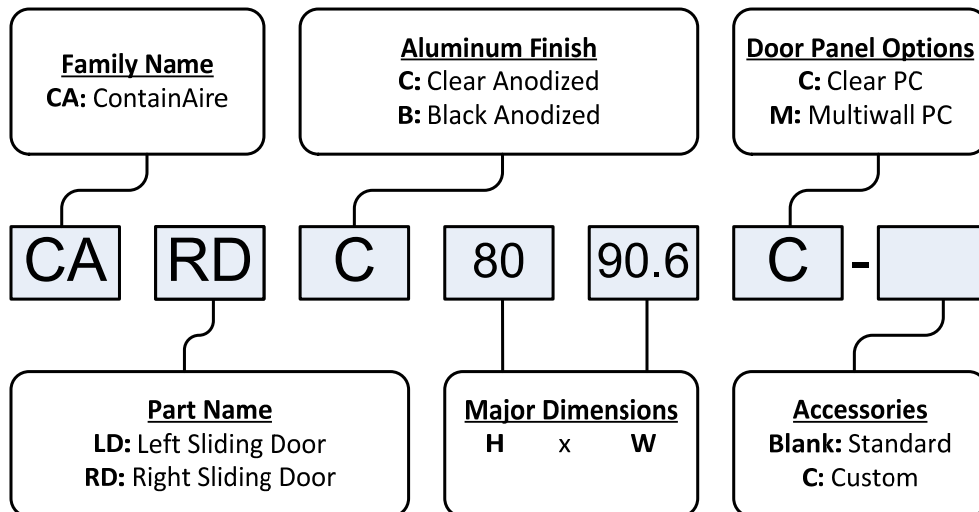 Family Name
CA: ContainAire
Aluminum Finish
C: Clear Anodized
B: Black Anodized
Door Panel Options
C: Clear PC
M: Multiwall PC
CA RD C 80 90.6 C -
Part Name
LD: Left Sliding Door
RD: Right Sliding Door
Major Dimensions
H x W
Accessories
Blank: Standard
C: Custom